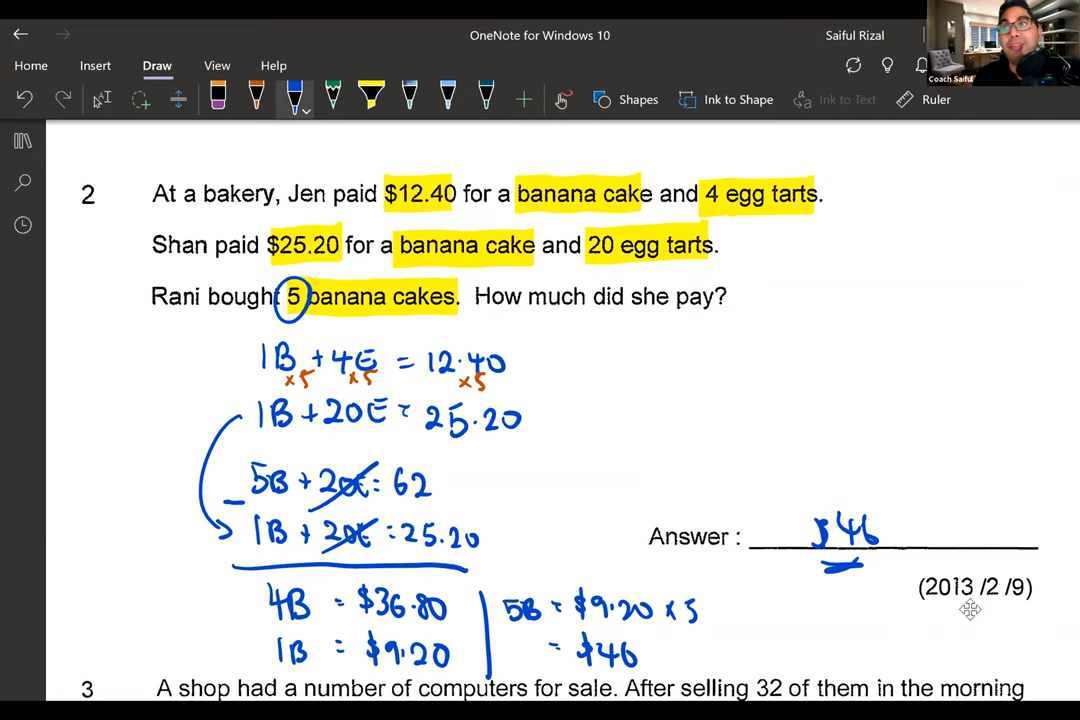 OneNote for Windows 10
Saiful Rizal
Coach Saiful
Home Insert Draw View Help
Shapes Ink to Shape Ink to Text Ruler
2 At a bakery, Jen paid $12.40 for a banana cake and 4 egg tarts.
Shan paid $25.20 for a banana cake and 20 egg tarts.
Rani bought 5 banana cakes. How much did she pay?
1B + 4E = 12.40
×5 ×5 ×5
1B + 20E = 25.20
5B + 20E = 62
- 1B + 20E = 25.20
4B = $36.80
1B = $9.20
5B = $9.20 × 5
= $46
Answer : $46
(2013 /2 /9)
3 A shop had a number of computers for sale. After selling 32 of them in the morning